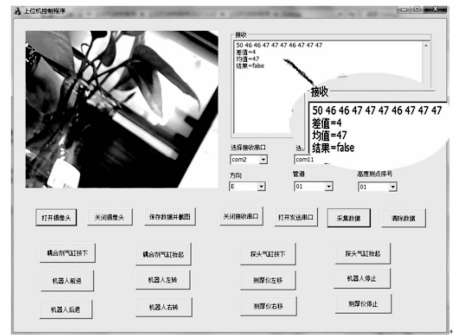 上位机控制程序
接收
50 46 46 47 47 47 46 47 47 47
差值=4
均值=47
结果=false
接收
50 46 46 47 47 47 46 47 47 47
差值=4
均值=47
结果=false
选择接收串口
com2
com11
方向
管道
高度测点序号
E
01
01
打开摄像头
关闭摄像头
保存数据并截图
关闭接收串口
打开发送串口
采集数据
清除数据
耦合剂气缸按下
耦合剂气缸抬起
探头气缸按下
探头气缸抬起
机器人前进
机器人左转
测厚仪左移
机器人停止
机器人后退
机器人右转
测厚仪右移
测厚仪停止